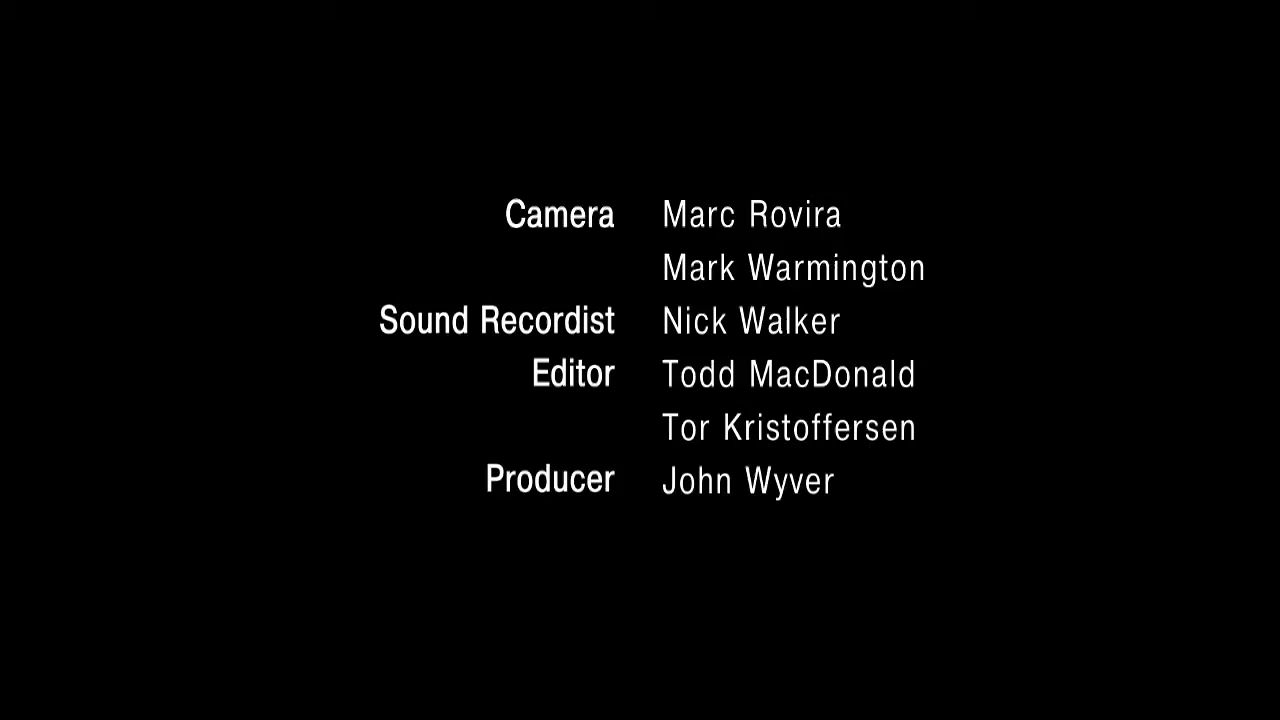 Camera Marc Rovira
Mark Warmington
Sound Recordist Nick Walker
Editor Todd MacDonald
Tor Kristoffersen
Producer John Wyver